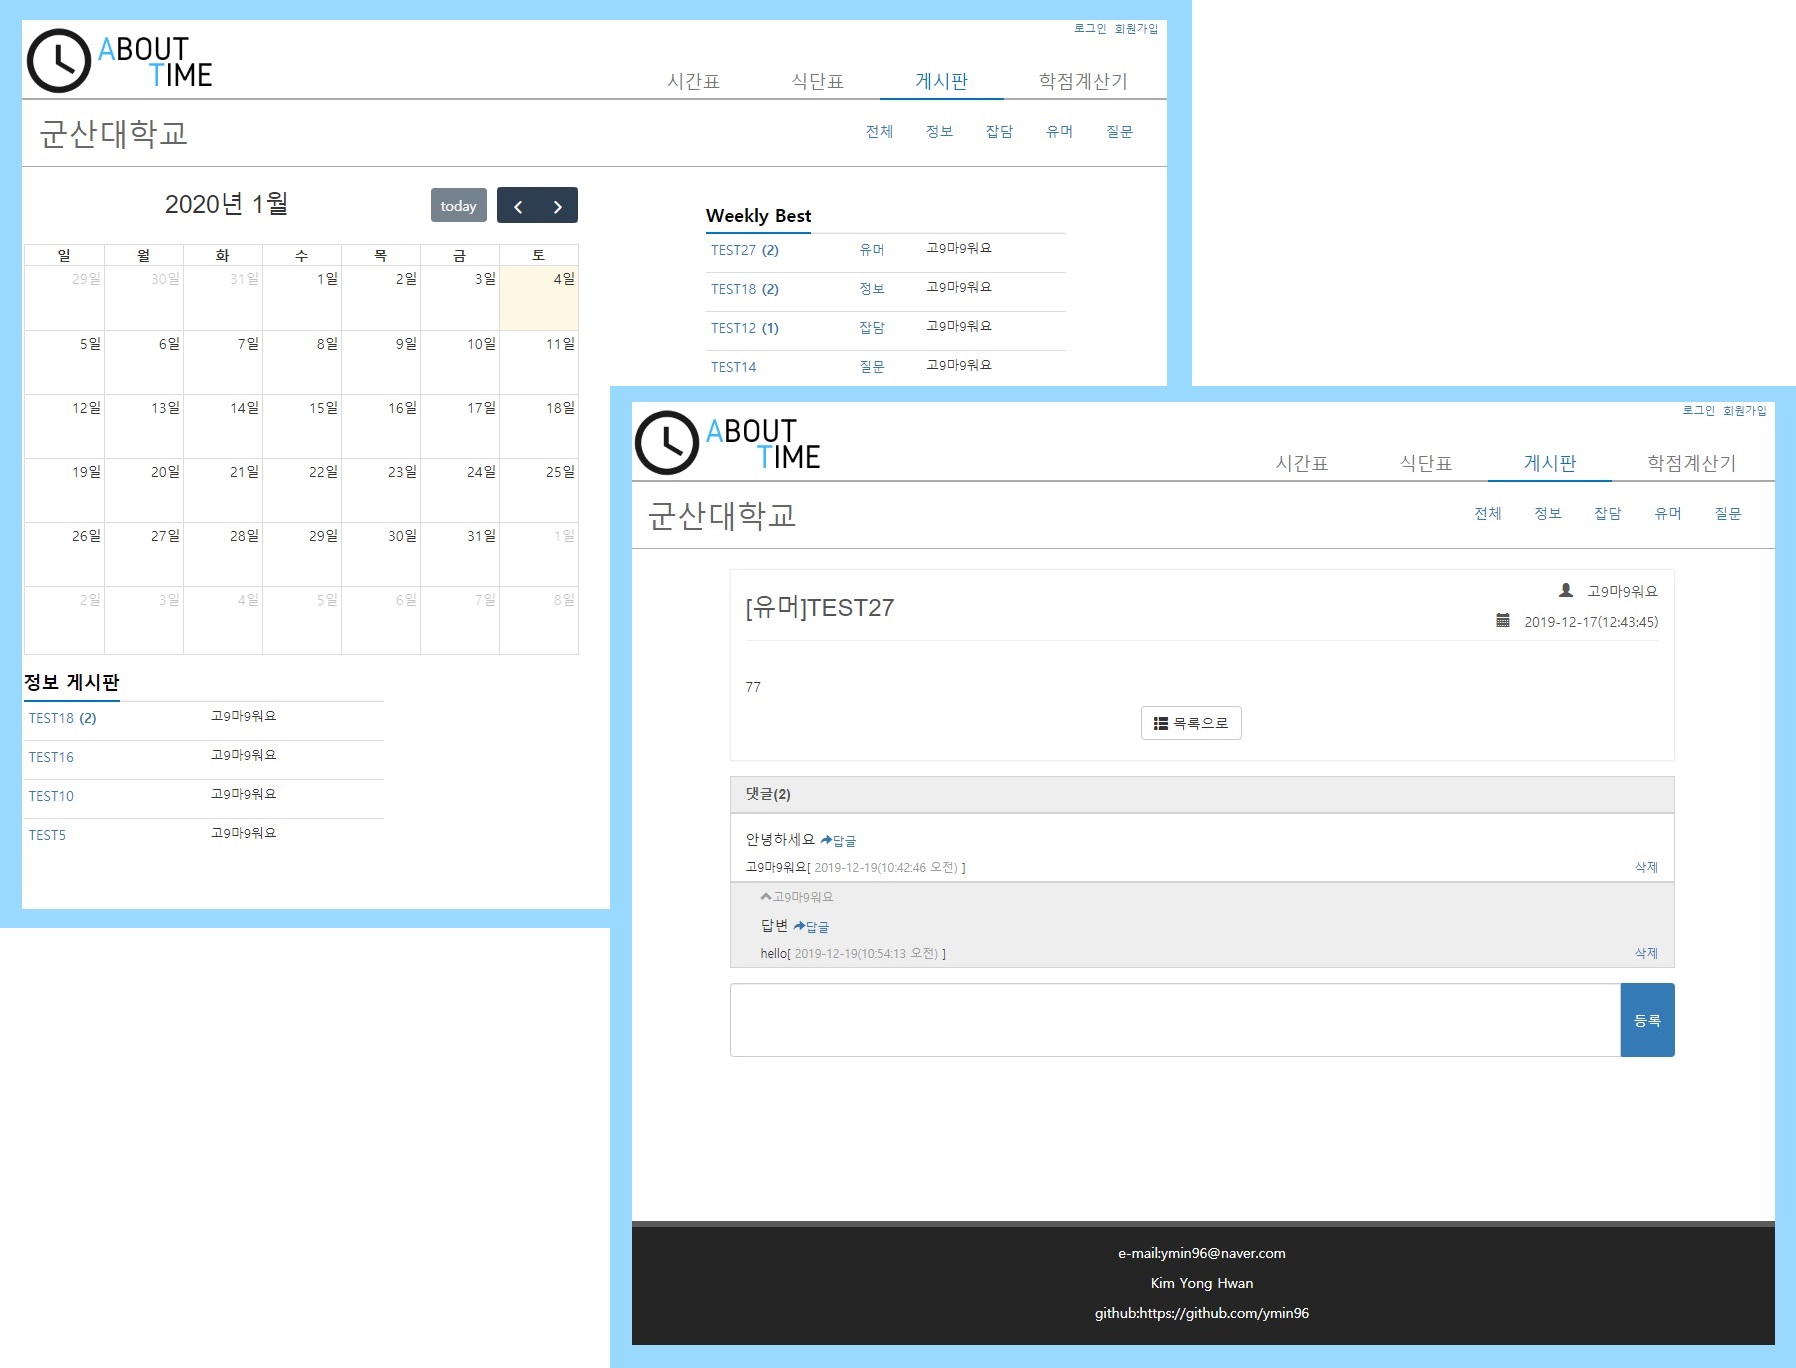 로그인 회원가입
ABOUT
TIME
시간표 식단표 게시판 학점계산기
군산대학교
전체 정보 잡담 유머 질문
2020년 1월
today
일 월 화 수 목 금 토
29일 30일 31일 1일 2일 3일 4일
5일 6일 7일 8일 9일 10일 11일
12일 13일 14일 15일 16일 17일 18일
19일 20일 21일 22일 23일 24일 25일
26일 27일 28일 29일 30일 31일 1일
2일 3일 4일 5일 6일 7일 8일
Weekly Best
TEST27 (2) 유머 고9마9워요
TEST18 (2) 정보 고9마9워요
TEST12 (1) 잡담 고9마9워요
TEST14 질문 고9마9워요
정보 게시판
TEST18 (2) 고9마9워요
TEST16 고9마9워요
TEST10 고9마9워요
TEST5 고9마9워요
로그인 회원가입
ABOUT
TIME
시간표 식단표 게시판 학점계산기
군산대학교
전체 정보 잡담 유머 질문
[유머]TEST27
고9마9워요
2019-12-17(12:43:45)
77
목록으로
댓글(2)
안녕하세요 답글
고9마9워요[ 2019-12-19(10:42:46 오전) ] 삭제
고9마9워요
답변 답글
hello[ 2019-12-19(10:54:13 오전) ] 삭제
등록
e-mail:ymin96@naver.com
Kim Yong Hwan
github:https://github.com/ymin96